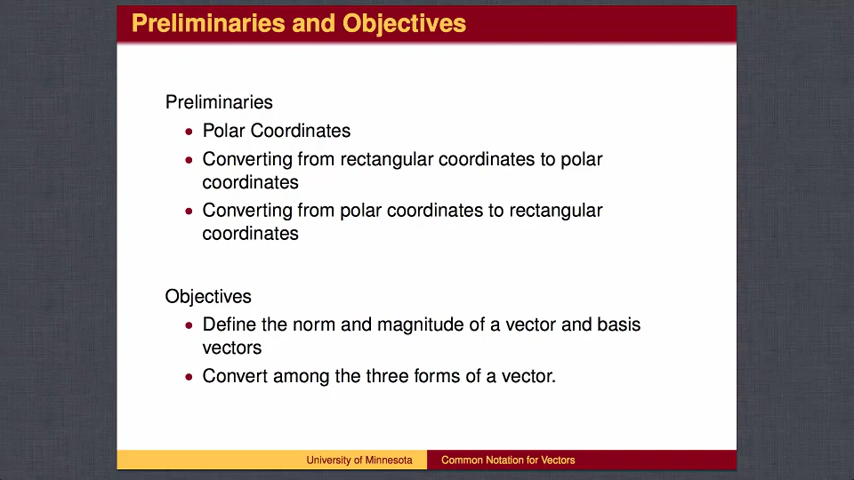 Preliminaries and Objectives
Preliminaries
• Polar Coordinates
• Converting from rectangular coordinates to polar
coordinates
• Converting from polar coordinates to rectangular
coordinates
Objectives
• Define the norm and magnitude of a vector and basis
vectors
• Convert among the three forms of a vector.
University of Minnesota
Common Notation for Vectors